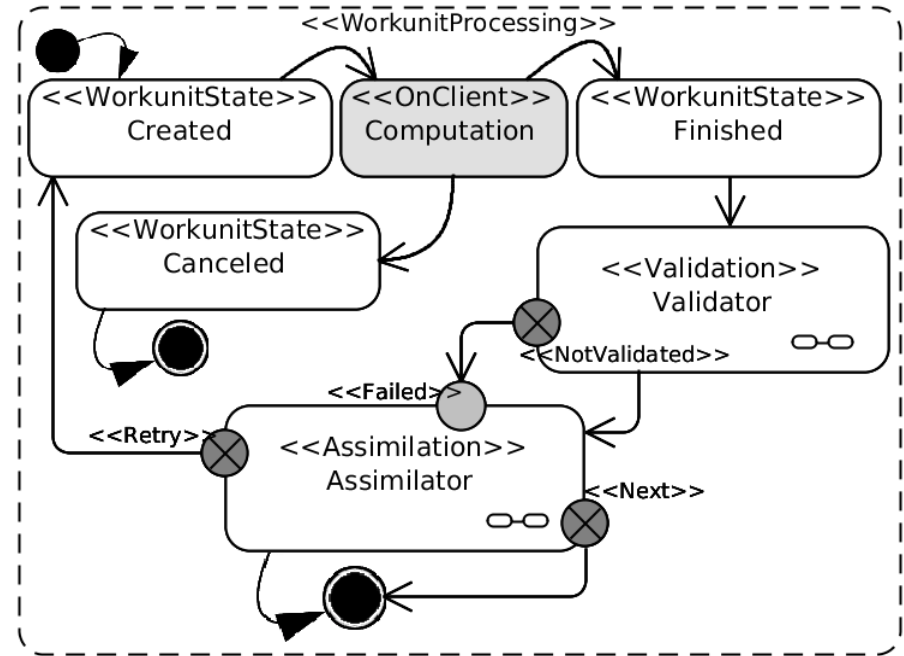 <<WorkunitProcessing>>
<<WorkunitState>>
Created
<<OnClient>>
Computation
<<WorkunitState>>
Finished
<<WorkunitState>>
Canceled
<<Validation>>
Validator
<<NotValidated>>
<<Failed>>
<<Retry>>
<<Assimilation>>
Assimilator
<<Next>>